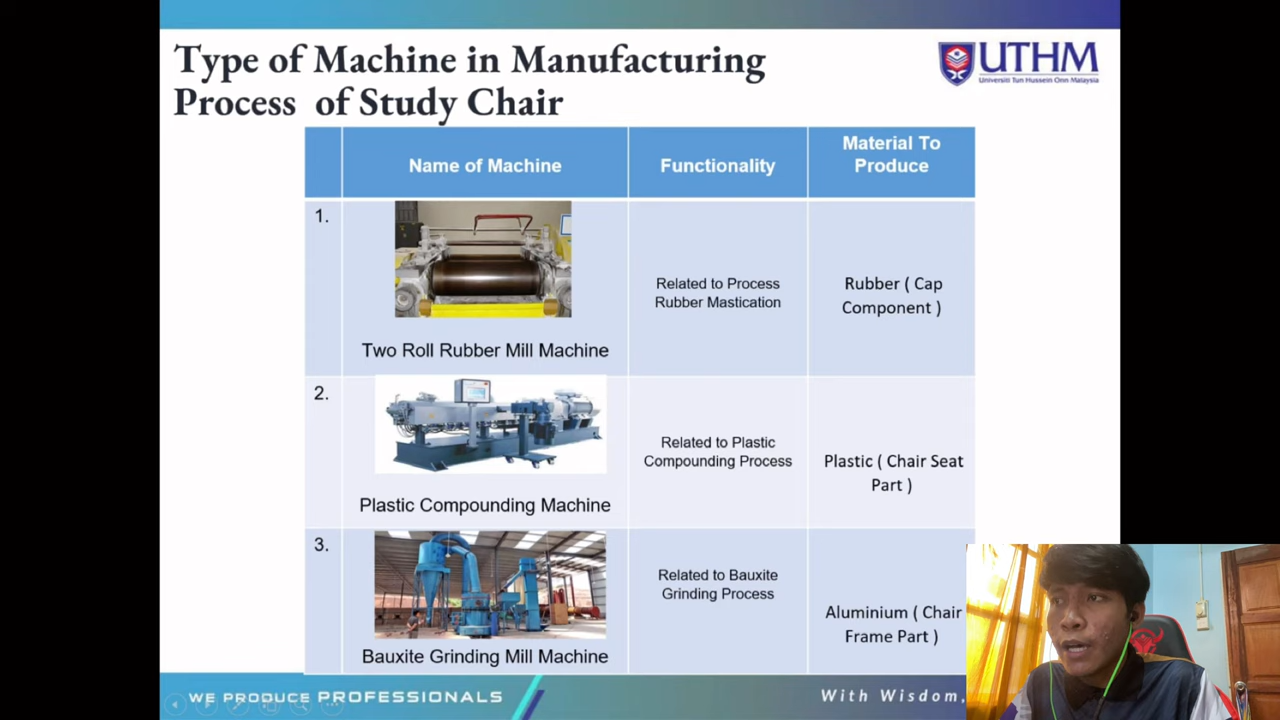 Type of Machine in Manufacturing
Process of Study Chair
UTHM
Universiti Tun Hussein Onn Malaysia
Name of Machine
Functionality
Material To
Produce
1.
Two Roll Rubber Mill Machine
Related to Process
Rubber Mastication
Rubber ( Cap
Component )
2.
Plastic Compounding Machine
Related to Plastic
Compounding Process
Plastic ( Chair Seat
Part )
3.
Bauxite Grinding Mill Machine
Related to Bauxite
Grinding Process
Aluminium ( Chair
Frame Part )
WE PRODUCE PROFESSIONALS
With Wisdom,